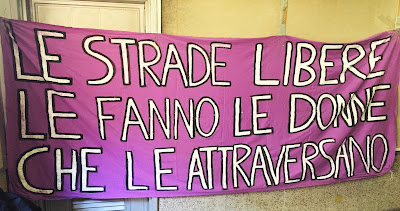 LE STRADE LIBERE
LE FANNO LE DONNE
CHE LE ATTRAVERSANO